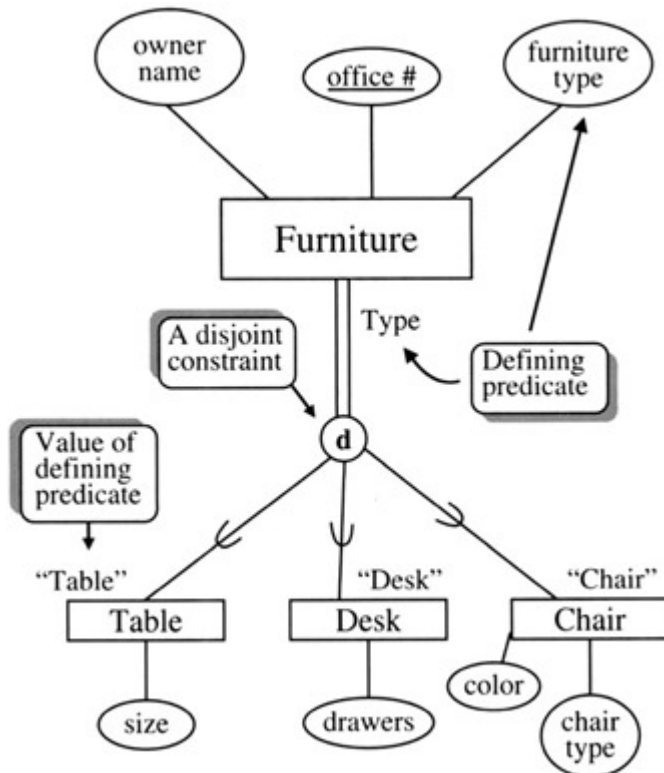 owner
name
office #
furniture
type
Furniture
A disjoint
constraint
Type
Defining
predicate
d
Value of
defining
predicate
“Table”
“Desk”
“Chair”
Table
Desk
Chair
size
drawers
color
chair
type